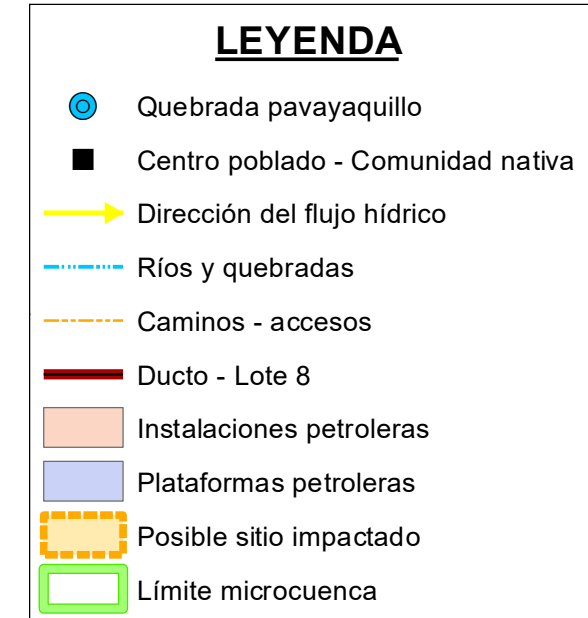 LEYENDA
Quebrada pavayaquillo
Centro poblado - Comunidad nativa
Dirección del flujo hídrico
Ríos y quebradas
Caminos - accesos
Ducto - Lote 8
Instalaciones petroleras
Plataformas petroleras
Posible sitio impactado
Límite microcuenca